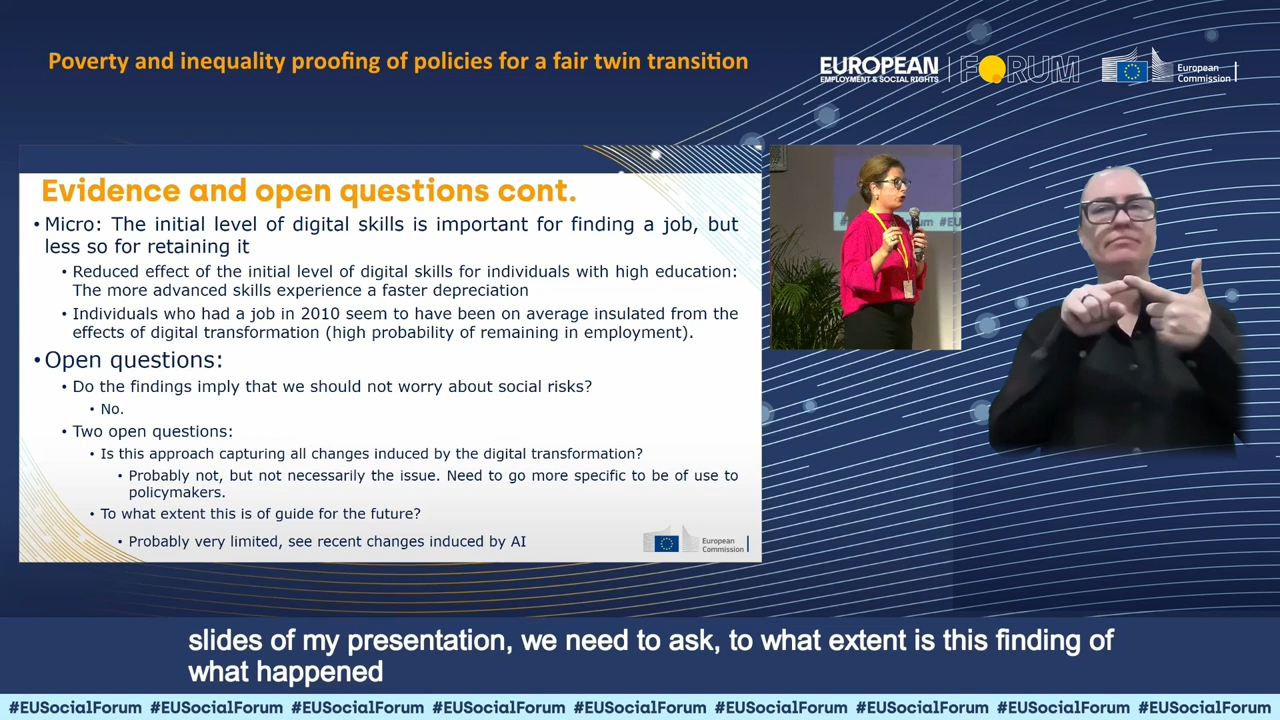 Poverty and inequality proofing of policies for a fair twin transition
EUROPEAN
EMPLOYMENT & SOCIAL RIGHTS
FORUM
European
Commission
Evidence and open questions cont.
• Micro: The initial level of digital skills is important for finding a job, but
less so for retaining it
• Reduced effect of the initial level of digital skills for individuals with high education:
The more advanced skills experience a faster depreciation
• Individuals who had a job in 2010 seem to have been on average insulated from the
effects of digital transformation (high probability of remaining in employment).
• Open questions:
• Do the findings imply that we should not worry about social risks?
• No.
• Two open questions:
• Is this approach capturing all changes induced by the digital transformation?
• Probably not, but not necessarily the issue. Need to go more specific to be of use to
policymakers.
• To what extent this is of guide for the future?
• Probably very limited, see recent changes induced by AI
European
Commission
Forum #EU
slides of my presentation, we need to ask, to what extent is this finding of
what happened
#EUSocialForum #EUSocialForum #EUSocialForum #EUSocialForum #EUSocialForum #EUSocialForum #EUSocialForum #EUSocialForum #EUSocialForum